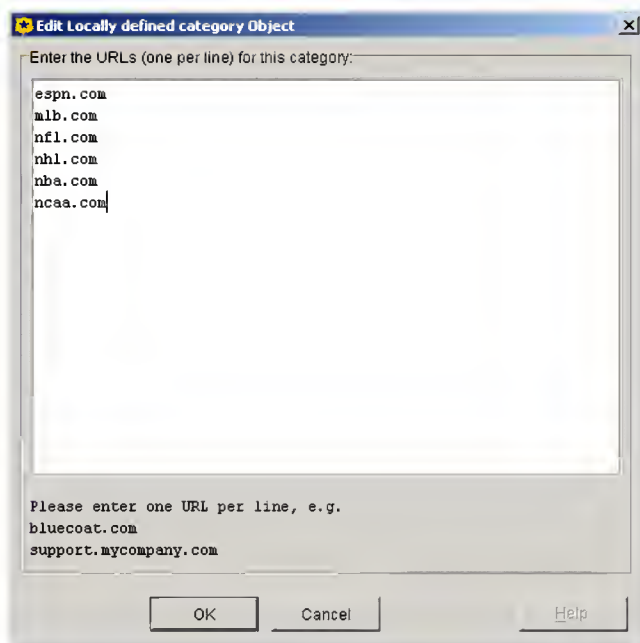 Edit Locally defined category Object
Enter the URLs (one per line) for this category:
espn.com
mlb.com
nfl.com
nhl.com
nba.com
ncaa.com
Please enter one URL per line, e.g.
bluecoat.com
support.mycompany.com
OK Cancel Help